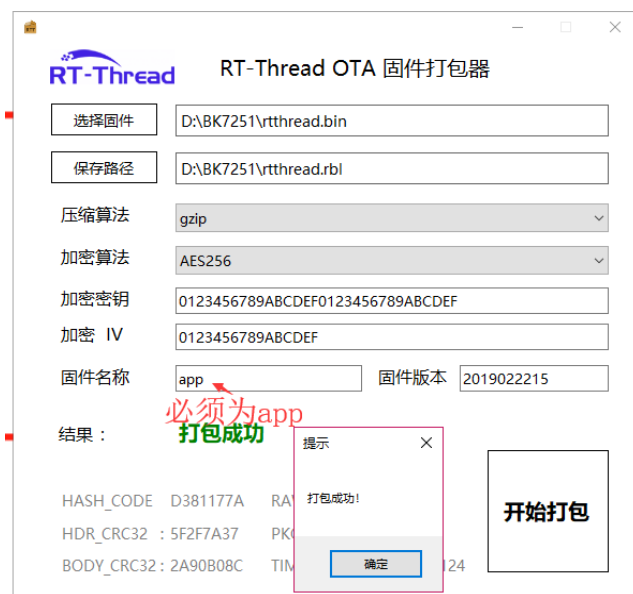 RT-Thread
RT-Thread OTA 固件打包器
选择固件 D:\BK7251\rtthread.bin
保存路径 D:\BK7251\rtthread.rbl
压缩算法 gzip
加密算法 AES256
加密密钥 0123456789ABCDEF0123456789ABCDEF
加密 IV 0123456789ABCDEF
固件名称 app 固件版本 2019022215
必须为app
结果： 打包成功
提示
打包成功!
确定
开始打包
HASH_CODE D381177A
HDR_CRC32 : 5F2F7A37
BODY_CRC32 : 2A90B08C 124